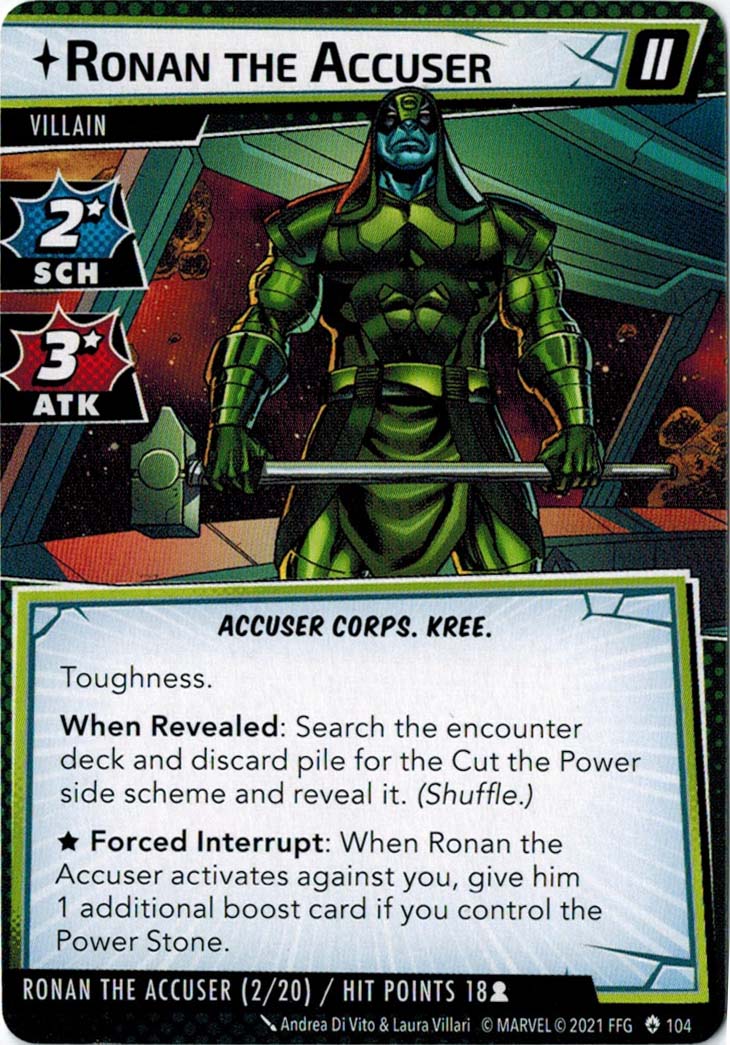 RONAN THE ACCUSER
II
VILLAIN
2
SCH
3
ATK
ACCUSER CORPS. KREE.
Toughness.
When Revealed: Search the encounter
deck and discard pile for the Cut the Power
side scheme and reveal it. (Shuffle.)
★ Forced Interrupt: When Ronan the
Accuser activates against you, give him
1 additional boost card if you control the
Power Stone.
RONAN THE ACCUSER (2/20) / HIT POINTS 18
Andrea Di Vito & Laura Villari © MARVEL © 2021 FFG 104